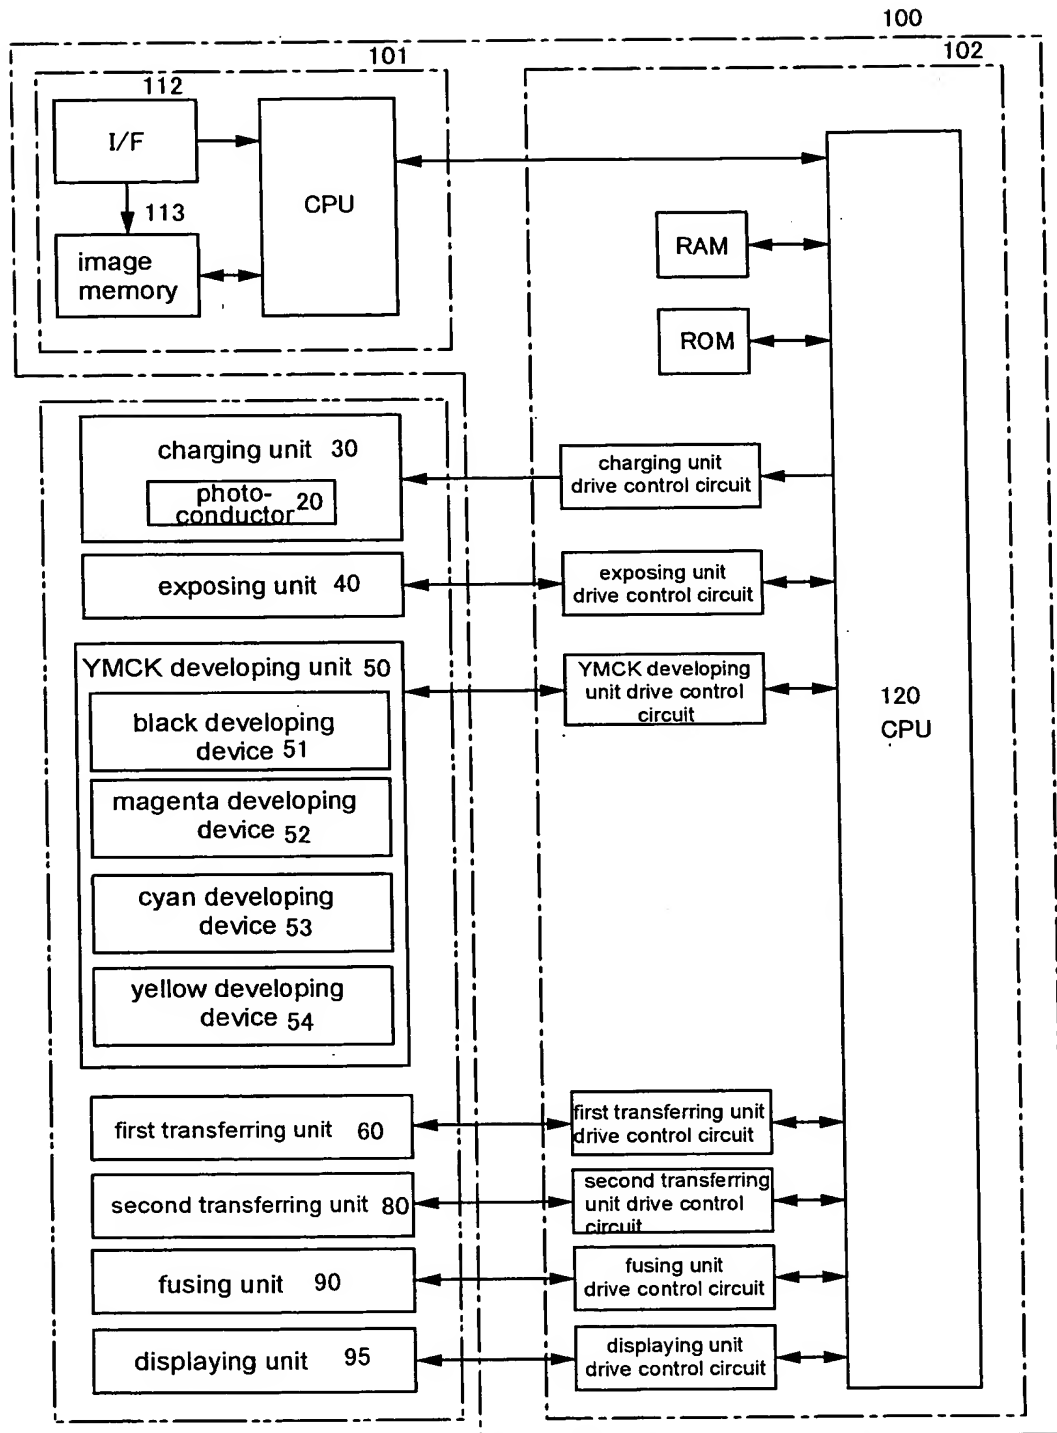 100
101
102
112
I/F
CPU
113
image
memory
RAM
ROM
charging unit 30
photo-
conductor 20
charging unit
drive control circuit
exposing unit 40
exposing unit
drive control circuit
YMCK developing unit 50
YMCK developing
unit drive control
circuit
black developing
device 51
magenta developing
device 52
cyan developing
device 53
yellow developing
device 54
120
CPU
first transferring unit 60
first transferring unit
drive control circuit
second transferring unit 80
second transferring
unit drive control
circuit
fusing unit 90
fusing unit
drive control circuit
displaying unit 95
displaying unit
drive control circuit